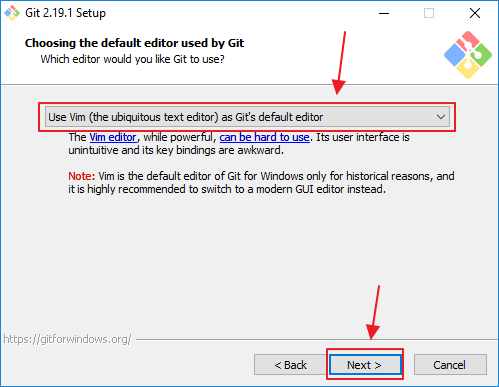 Git 2.19.1 Setup
Choosing the default editor used by Git
Which editor would you like Git to use?
Use Vim (the ubiquitous text editor) as Git's default editor
The Vim editor, while powerful, can be hard to use. Its user interface is
unintuitive and its key bindings are awkward.
Note: Vim is the default editor of Git for Windows only for historical reasons, and
it is highly recommended to switch to a modern GUI editor instead.
https://gitforwindows.org/
< Back
Next >
Cancel